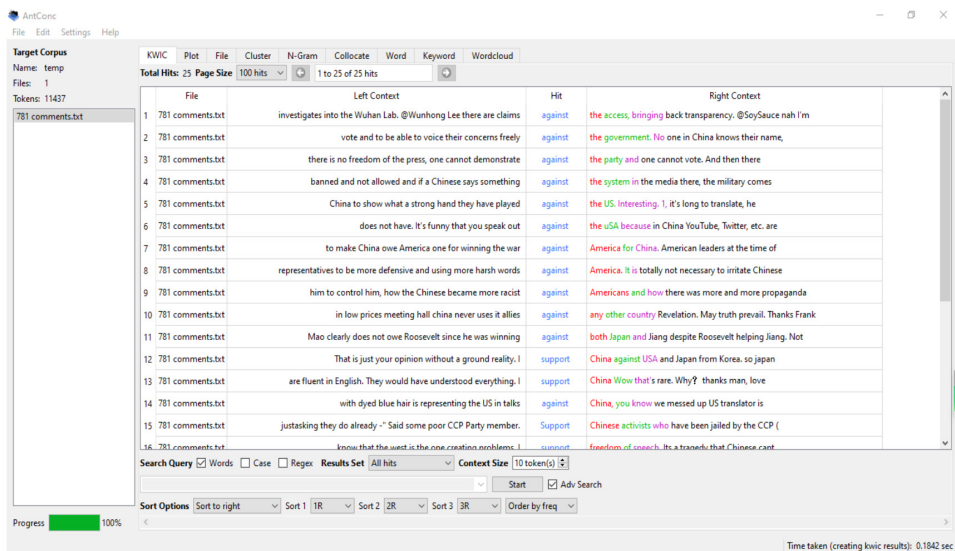 AntConc
File Edit Settings Help
Target Corpus
Name: temp
Files: 1
Tokens: 11437
781 comments.txt
Progress 100%
KWIC Plot File Cluster N-Gram Collocate Word Keyword Wordcloud
Total Hits: 25 Page Size 100 hits 1 to 25 of 25 hits
File Left Context Hit Right Context
1 781 comments.txt investigates into the Wuhan Lab. @Wunhong Lee there are claims against the access, bringing back transparency. @SoySauce nah I'm
2 781 comments.txt vote and to be able to voice their concerns freely against the government. No one in China knows their name,
3 781 comments.txt there is no freedom of the press, one cannot demonstrate against the party and one cannot vote. And then there
4 781 comments.txt banned and not allowed and if a Chinese says something against the system in the media there, the military comes
5 781 comments.txt China to show what a strong hand they have played against the US. Interesting. 1, it's long to translate, he
6 781 comments.txt does not have. It's funny that you speak out against the uSA because in China YouTube, Twitter, etc. are
7 781 comments.txt to make China owe America one for winning the war against America for China. American leaders at the time of
8 781 comments.txt representatives to be more defensive and using more harsh words against America. It is totally not necessary to irritate Chinese
9 781 comments.txt him to control him, how the Chinese became more racist against Americans and how there was more and more propaganda
10 781 comments.txt in low prices meeting hall china never uses it allies against any other country Revelation. May truth prevail. Thanks Frank
11 781 comments.txt Mao clearly does not owe Roosevelt since he was winning against both Japan and Jiang despite Roosevelt helping Jiang. Not
12 781 comments.txt That is just your opinion without a ground reality. I support China against USA and Japan from Korea. so japan
13 781 comments.txt are fluent in English. They would have understood everything. I support China Wow that's rare. Why? thanks man, love
14 781 comments.txt with dyed blue hair is representing the US in talks against China, you know we messed up US translator is
15 781 comments.txt justasking they do already -" Said some poor CCP Party member. Support Chinese activists who have been jailed by the CCP (
16 781 comments.txt know that the west is the one creating problems. I support freedom of speech. Its a tragedy that Chinese cant
Search Query Words Case Regex Results Set All hits Context Size 10 token(s)
Start Adv Search
Sort Options Sort to right Sort 1 1R Sort 2 2R Sort 3 3R Order by freq
Time taken (creating kwic results): 0.1842 sec